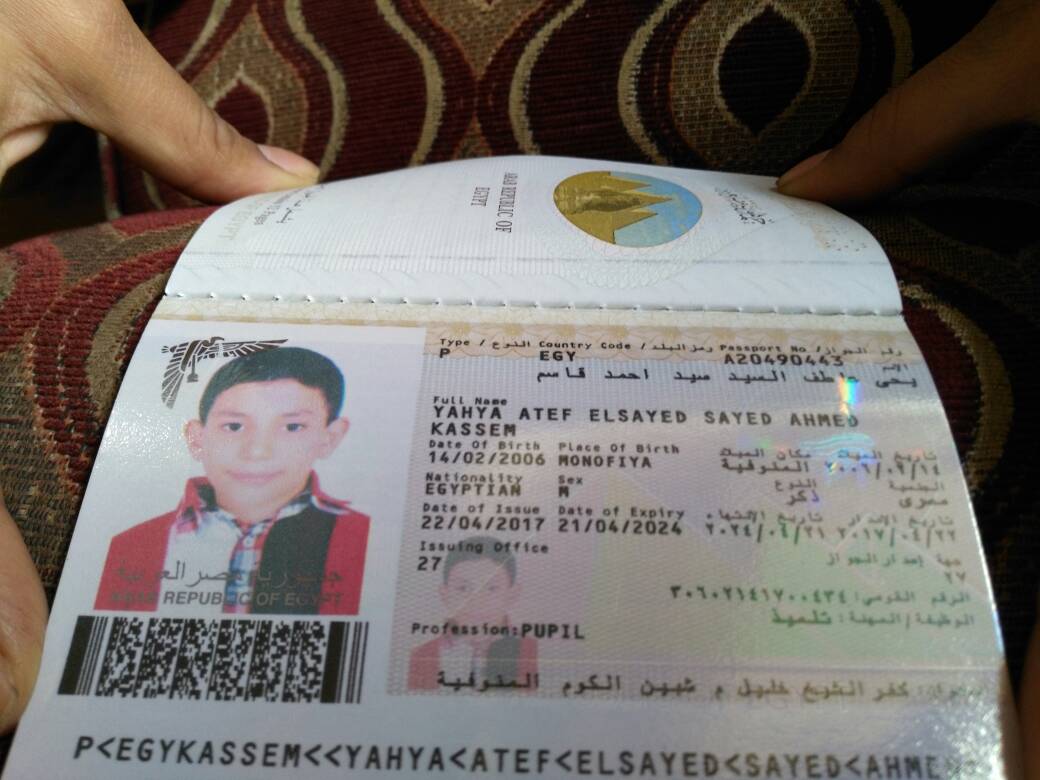 ARAB REPUBLIC OF
EGYPT
Type / النوع Country Code / رمز البلد Passport No / رقم الجواز
P EGY A20490443
الإسم
يحى عاطف السيد سيد احمد قاسم
Full Name
YAHYA ATEF ELSAYED SAYED AHMED
KASSEM
Date Of Birth Place Of Birth مكان الميلاد تاريخ الميلاد
14/02/2006 MONOFIYA المنوفية ٢٠٠٦/٠٢/١٤
Nationality Sex النوع الجنسية
EGYPTIAN M ذكر مصرى
Date of Issue Date of Expiry تاريخ الإصدار تاريخ الإنتهاء
22/04/2017 21/04/2024 ٢٠١٧/٠٤/٢٢ ٢٠٢٤/٠٤/٢١
Issuing Office جهة إصدار الجواز
27 ٢٧
الرقم القومى: ٣٠٦٠٢١٤١٧٠٠٤٣٤
Profession:PUPIL الوظيفة/المهنة: تلميذ
كفر الشيخ خليل م شبين الكوم المنوفية
جمهورية مصر العربية
ARAB REPUBLIC OF EGYPT
P<EGYKASSEM<<YAHYA<ATEF<ELSAYED<SAYED<AHME